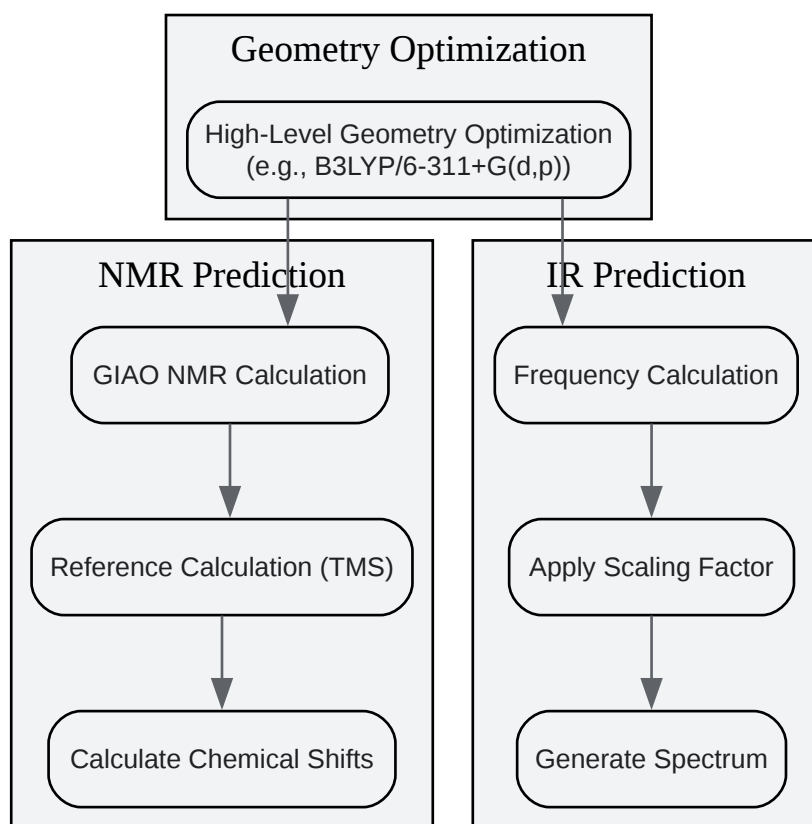 Geometry Optimization
High-Level Geometry Optimization
(e.g., B3LYP/6-311+G(d,p))
NMR Prediction
GIAO NMR Calculation
Reference Calculation (TMS)
Calculate Chemical Shifts
IR Prediction
Frequency Calculation
Apply Scaling Factor
Generate Spectrum